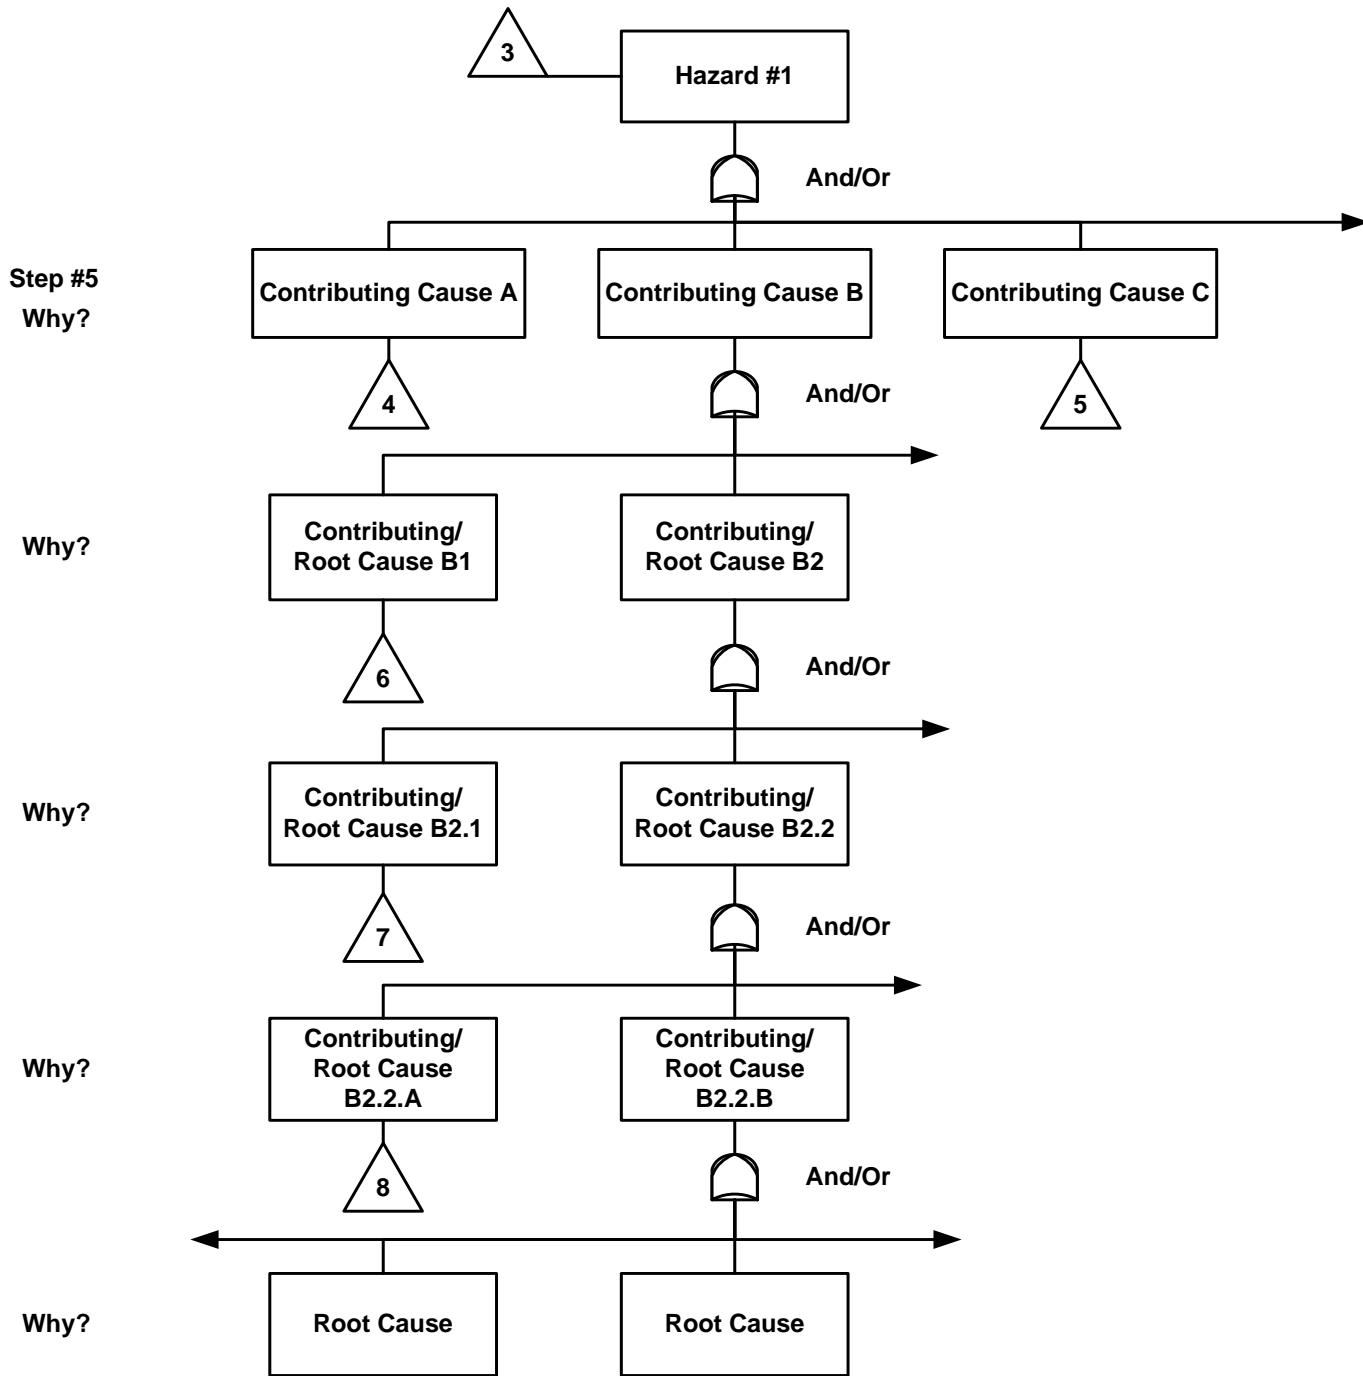 3
Hazard #1
And/Or
Step #5
Why?
Contributing Cause A
Contributing Cause B
Contributing Cause C
4
And/Or
5
Why?
Contributing/
Root Cause B1
Contributing/
Root Cause B2
6
And/Or
Why?
Contributing/
Root Cause B2.1
Contributing/
Root Cause B2.2
7
And/Or
Why?
Contributing/
Root Cause
B2.2.A
Contributing/
Root Cause
B2.2.B
8
And/Or
Why?
Root Cause
Root Cause